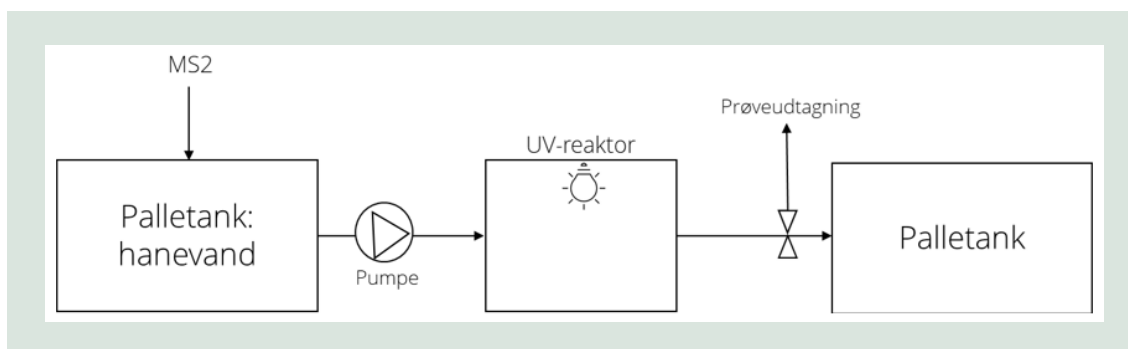 MS2
Palletank:
hanevand
Pumpe
UV-reaktor
Prøveudtagning
Palletank